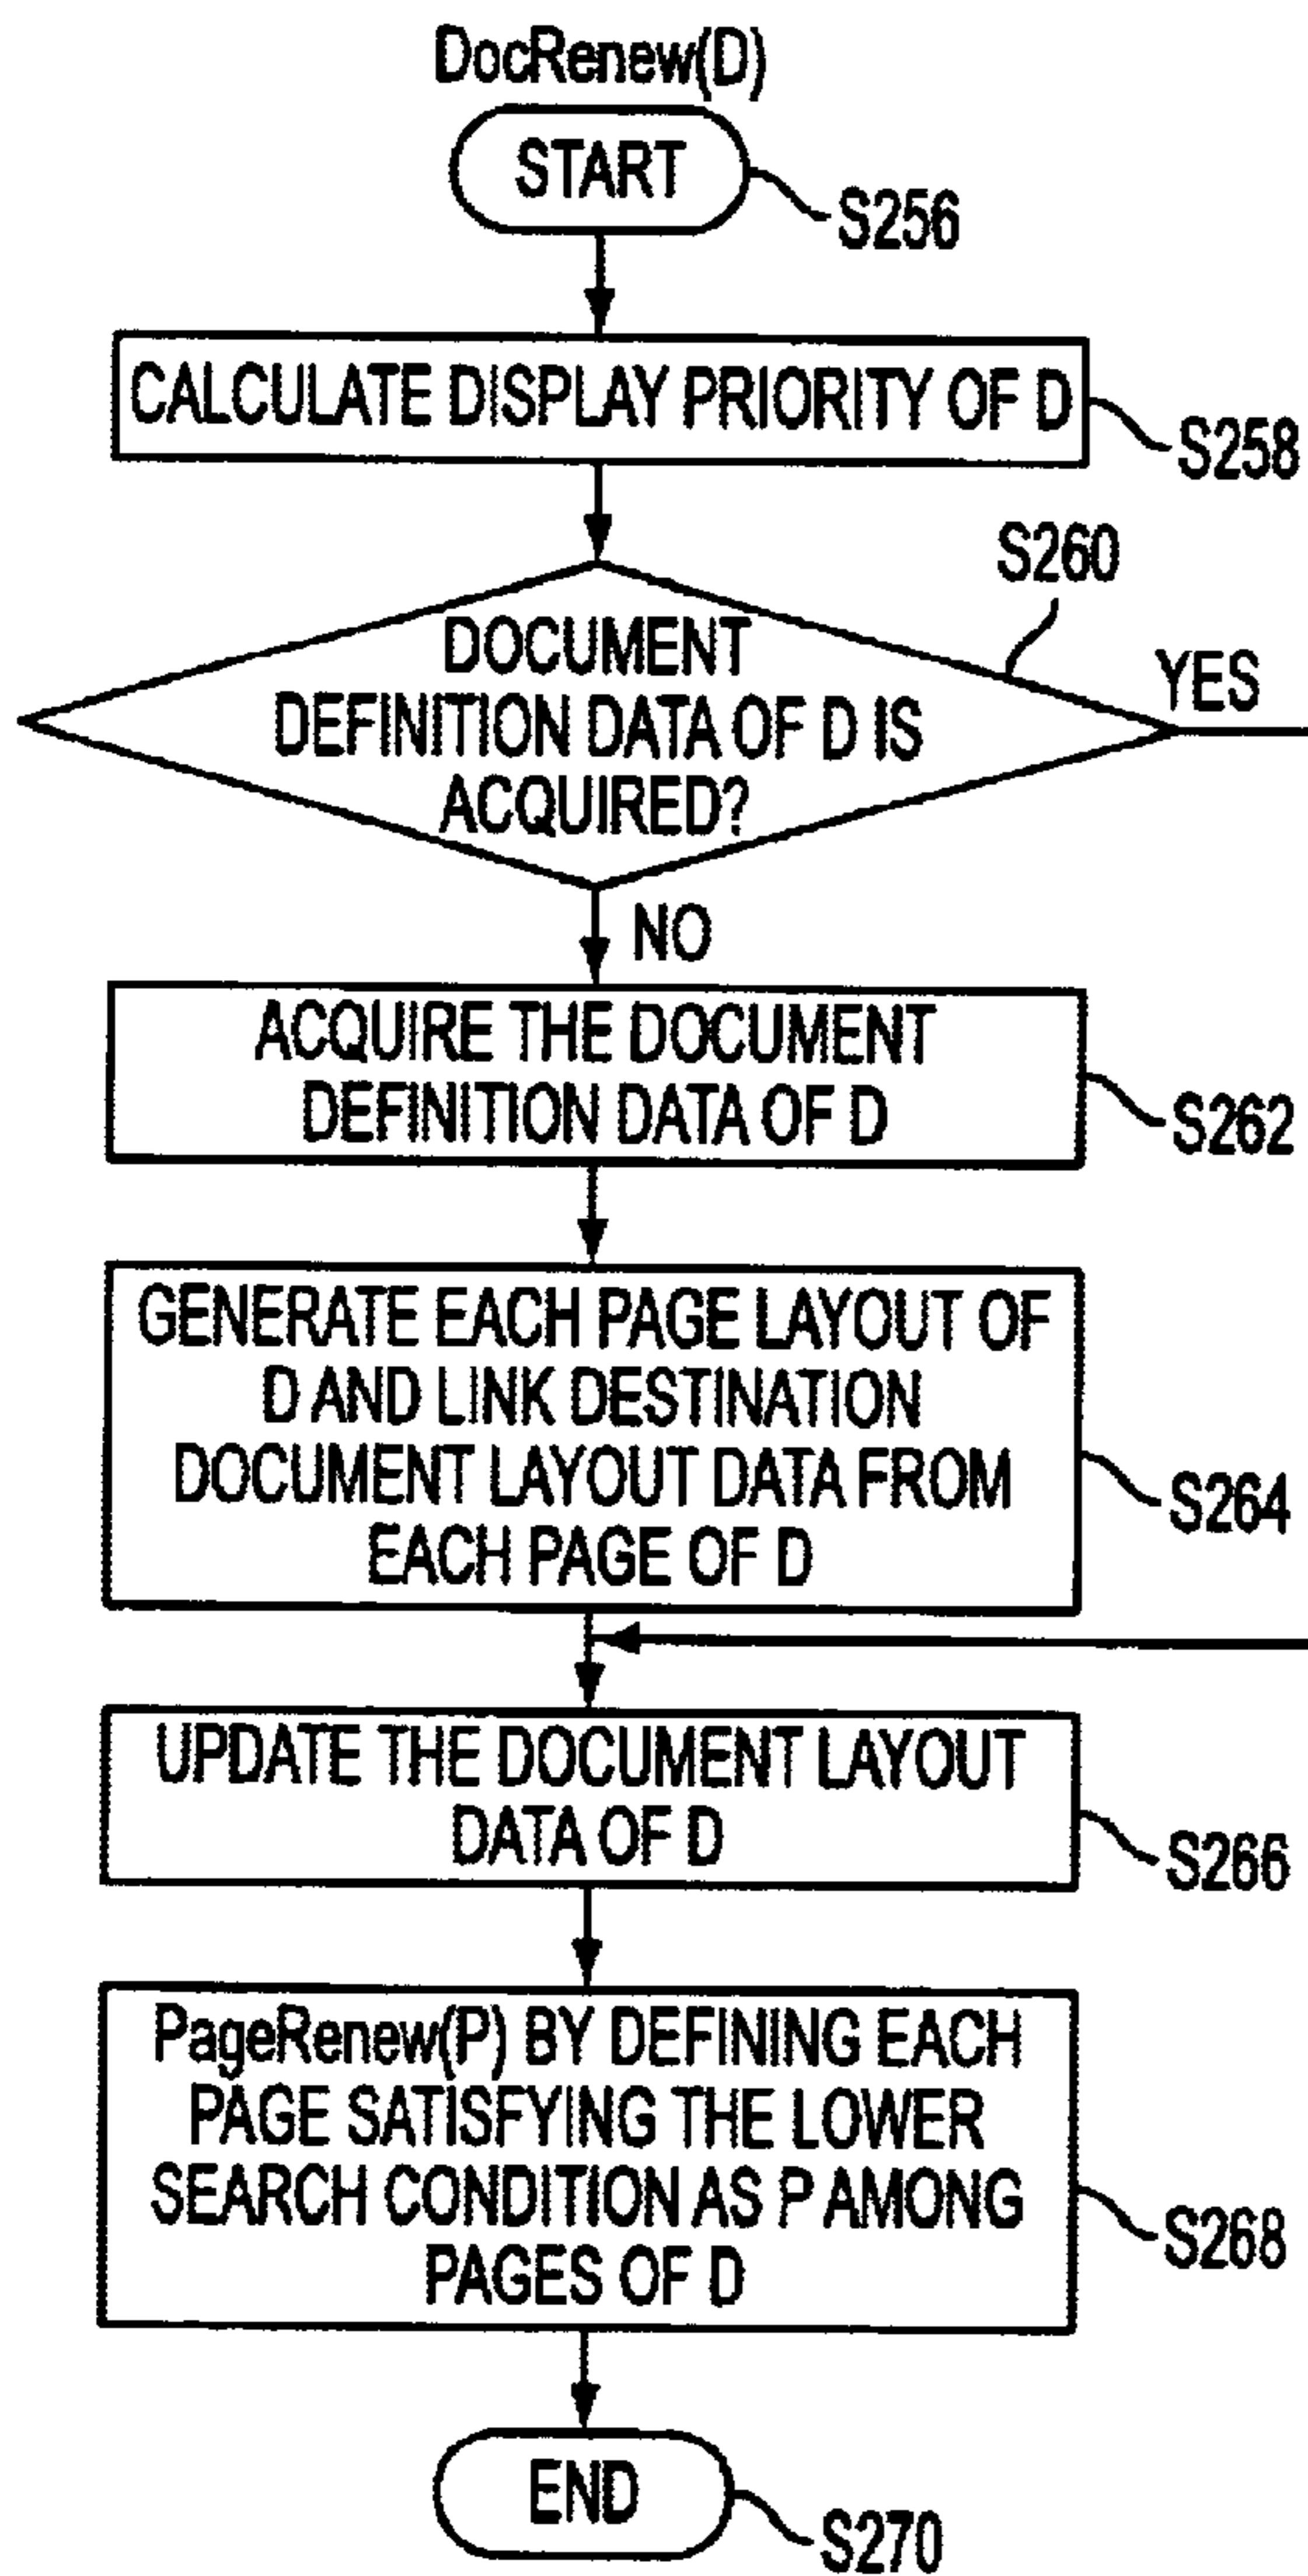 DocRenew(D)
START
S256
CALCULATE DISPLAY PRIORITY OF D
S258
S260
DOCUMENT
DEFINITION DATA OF D IS
ACQUIRED?
YES
NO
ACQUIRE THE DOCUMENT
DEFINITION DATA OF D
S262
GENERATE EACH PAGE LAYOUT OF
D AND LINK DESTINATION
DOCUMENT LAYOUT DATA FROM
EACH PAGE OF D
S264
UPDATE THE DOCUMENT LAYOUT
DATA OF D
S266
PageRenew(P) BY DEFINING EACH
PAGE SATISFYING THE LOWER
SEARCH CONDITION AS P AMONG
PAGES OF D
S268
END
S270